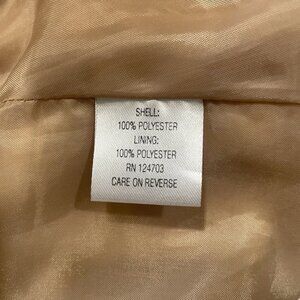 SHELL:
100% POLYESTER
LINING:
100% POLYESTER
RN 124703
CARE ON REVERSE